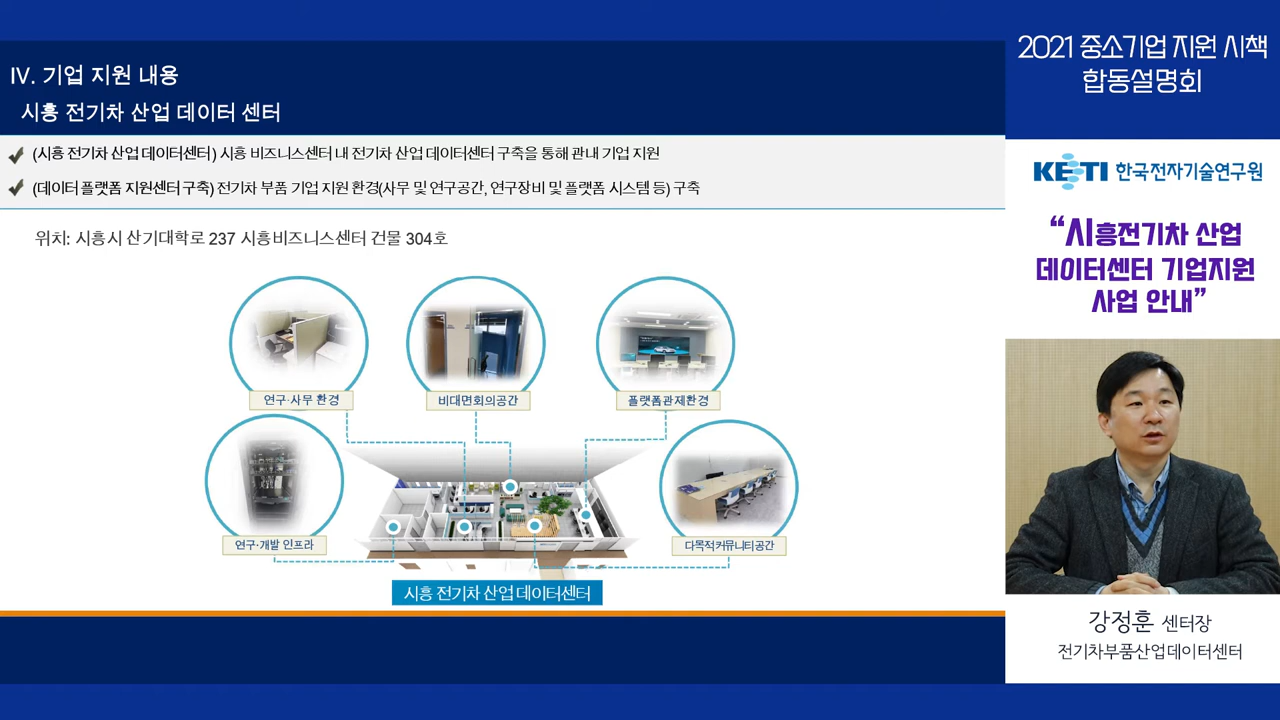 IV. 기업 지원 내용
시흥 전기차 산업 데이터 센터
(시흥 전기차 산업 데이터센터) 시흥 비즈니스센터 내 전기차 산업 데이터센터 구축을 통해 관내 기업 지원
(데이터 플랫폼 지원센터 구축) 전기차 부품 기업 지원 환경(사무 및 연구공간, 연구장비 및 플랫폼 시스템 등) 구축
위치: 시흥시 산기대학로 237 시흥비즈니스센터 건물 304호
연구·사무 환경
비대면회의공간
플랫폼관제환경
연구·개발 인프라
다목적커뮤니티공간
시흥 전기차 산업 데이터센터
2021 중소기업 지원 시책
합동설명회
KETI 한국전자기술연구원
“시흥전기차 산업
데이터센터 기업지원
사업 안내”
강정훈 센터장
전기차부품산업데이터센터